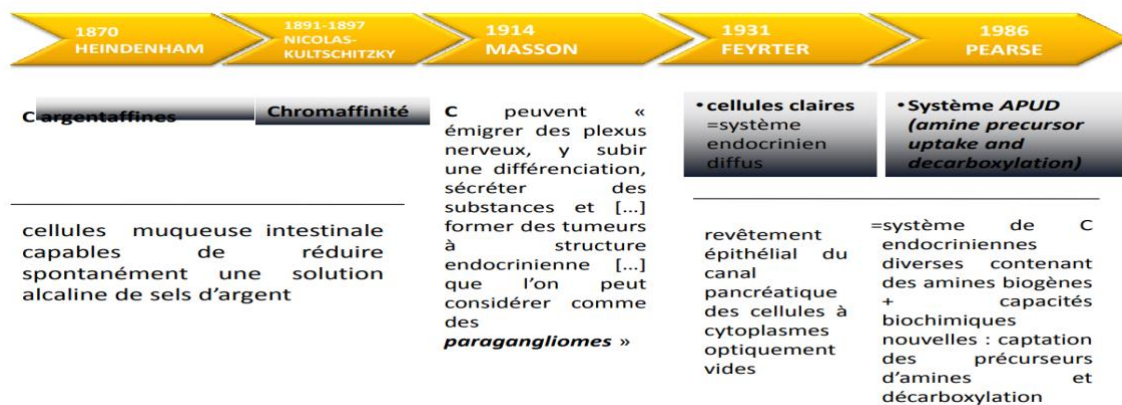 1870
HEINDENHAM
1891-1897
NICOLAS-
KULTSCHITZKY
1914
MASSON
1931
FEYRTER
1986
PEARSE
C argentaffines
Chromaffinité
cellules muqueuse intestinale
capables de réduire
spontanément une solution
alcaline de sels d'argent
C peuvent «
émigrer des plexus
nerveux, y subir
une différenciation,
sécréter des
substances et [...]
former des tumeurs
à structure
endocrinienne [...]
que l'on peut
considérer comme
des
paragangliomes »
•cellules claires
=système
endocrinien
diffus
revêtement
épithélial du
canal
pancréatique
des cellules à
cytoplasmes
optiquement
vides
•Système APUD
(amine precursor
uptake and
decarboxylation)
=système de C
endocriniennes
diverses contenant
des amines biogènes
+ capacités
biochimiques
nouvelles : captation
des précurseurs
d'amines et
décarboxylation